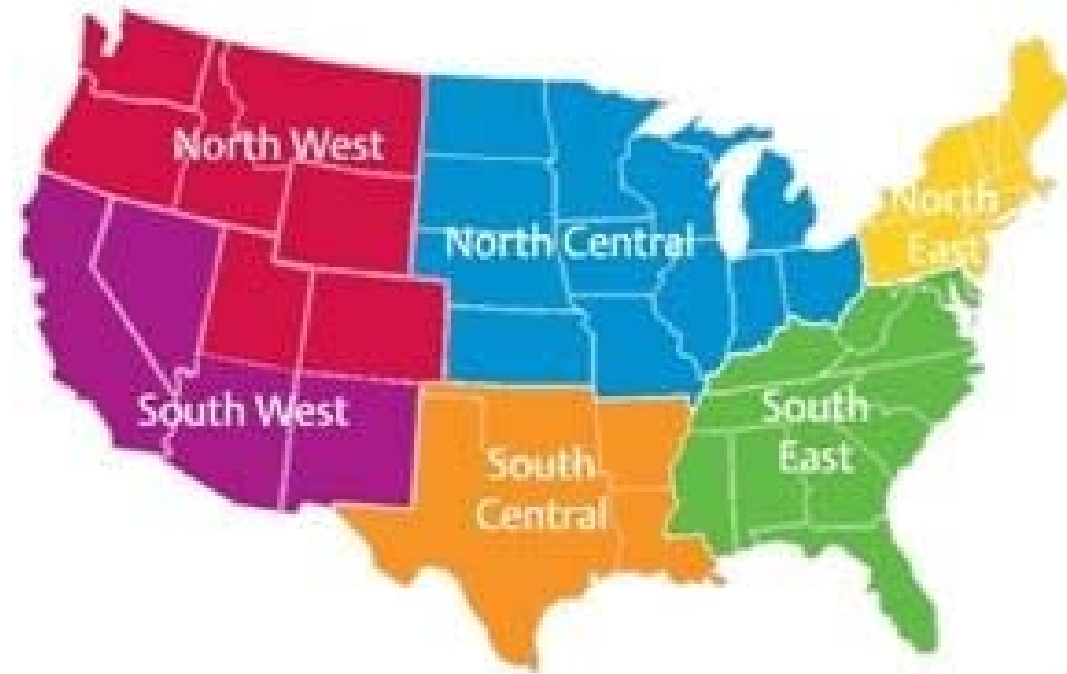 North West
North Central
North
East
South West
South
East
South
Central